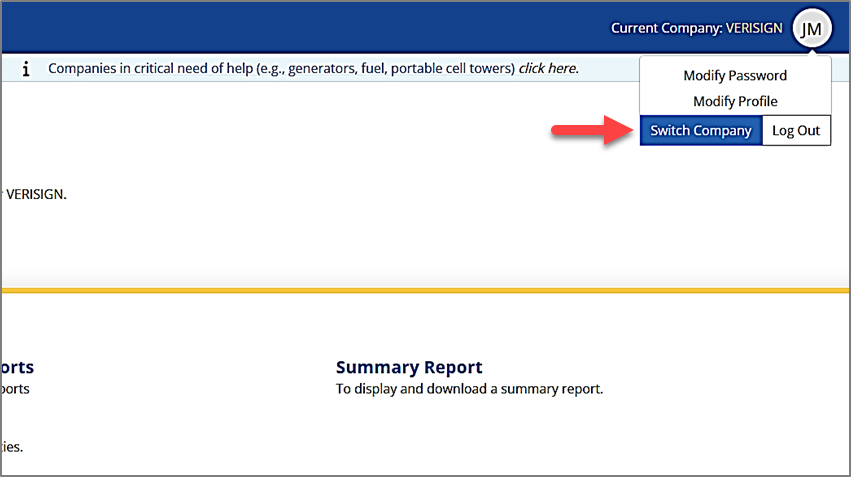 Current Company: VERISIGN JM
i Companies in critical need of help (e.g., generators, fuel, portable cell towers) click here.
Modify Password
Modify Profile
Switch Company Log Out
VERISIGN.
orts Summary Report
ports To display and download a summary report.
ties.